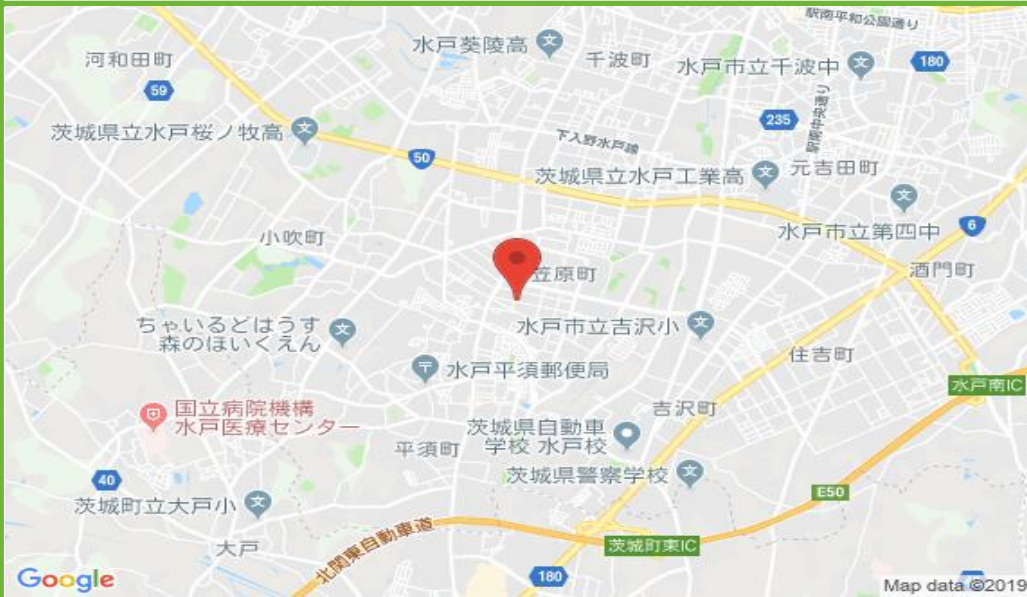 駅南平和公園通り
水戸葵陵高
千波町
河和田町
水戸市立千波中
180
59
235
駅南中央通り
茨城県立水戸桜ノ牧高
下入野水戸線
50
茨城県立水戸工業高
元吉田町
水戸市立第四中
6
小吹町
笠原町
酒門町
ちゃいるどはうす
森のほいくえん
水戸市立吉沢小
住吉町
水戸平須郵便局
水戸南IC
国立病院機構
水戸医療センター
吉沢町
茨城県自動車
学校 水戸校
平須町
茨城県警察学校
40
E50
茨城町立大戸小
大戸
北関東自動車道
茨城町東IC
180
Google
Map data ©2019